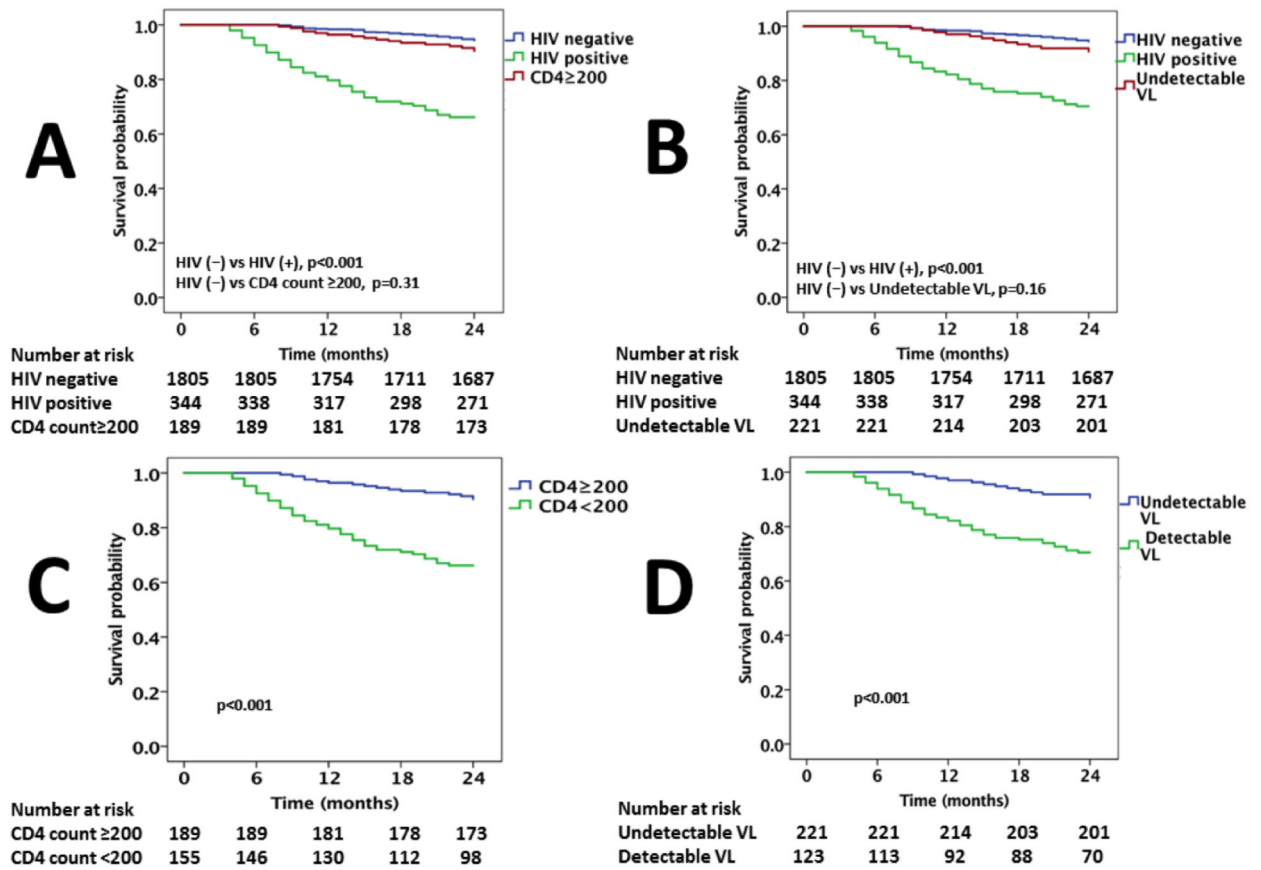 A
Survival probability
1.0
0.8
0.6
0.4
0.2
0.0
HIV negative
HIV positive
CD4≥200
HIV (−) vs HIV (+), p<0.001
HIV (−) vs CD4 count ≥200, p=0.31
0 6 12 18 24
Time (months)
Number at risk
HIV negative 1805 1805 1754 1711 1687
HIV positive 344 338 317 298 271
CD4 count≥200 189 189 181 178 173
B
Survival probability
1.0
0.8
0.6
0.4
0.2
0.0
HIV negative
HIV positive
Undetectable
VL
HIV (−) vs HIV (+), p<0.001
HIV (−) vs Undetectable VL, p=0.16
0 6 12 18 24
Time (months)
Number at risk
HIV negative 1805 1805 1754 1711 1687
HIV positive 344 338 317 298 271
Undetectable VL 221 221 214 203 201
C
Survival probability
1.0
0.8
0.6
0.4
0.2
0.0
CD4≥200
CD4<200
p<0.001
0 6 12 18 24
Time (months)
Number at risk
CD4 count ≥200 189 189 181 178 173
CD4 count <200 155 146 130 112 98
D
Survival probability
1.0
0.8
0.6
0.4
0.2
0.0
Undetectable
VL
Detectable
VL
p<0.001
0 6 12 18 24
Time (months)
Number at risk
Undetectable VL 221 221 214 203 201
Detectable VL 123 113 92 88 70